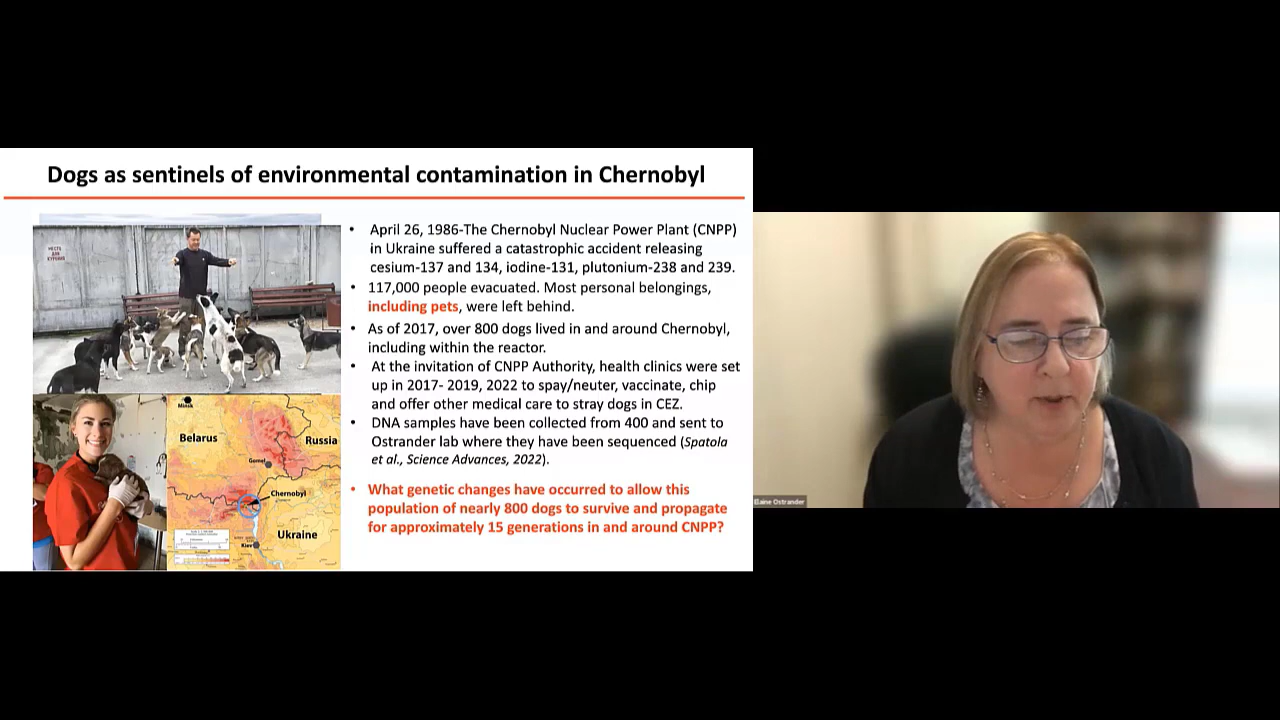 Dogs as sentinels of environmental contamination in Chernobyl
• April 26, 1986-The Chernobyl Nuclear Power Plant (CNPP)
in Ukraine suffered a catastrophic accident releasing
cesium-137 and 134, iodine-131, plutonium-238 and 239.
• 117,000 people evacuated. Most personal belongings,
including pets, were left behind.
• As of 2017, over 800 dogs lived in and around Chernobyl,
including within the reactor.
• At the invitation of CNPP Authority, health clinics were set
up in 2017- 2019, 2022 to spay/neuter, vaccinate, chip
and offer other medical care to stray dogs in CEZ.
• DNA samples have been collected from 400 and sent to
Ostrander lab where they have been sequenced (Spatola
et al., Science Advances, 2022).
• What genetic changes have occurred to allow this
population of nearly 800 dogs to survive and propagate
for approximately 15 generations in and around CNPP?
МЕСТО
ДЛЯ
КУРЕНИЯ
Minsk
Belarus
Russia
Gomel
Chernobyl
Ukraine
Kiev
Elaine Ostrander